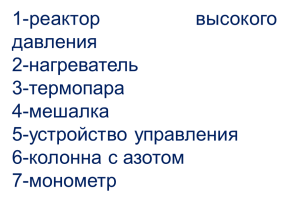 1-реактор высокого
давления
2-нагреватель
3-термопара
4-мешалка
5-устройство управления
6-колонна с азотом
7-монометр